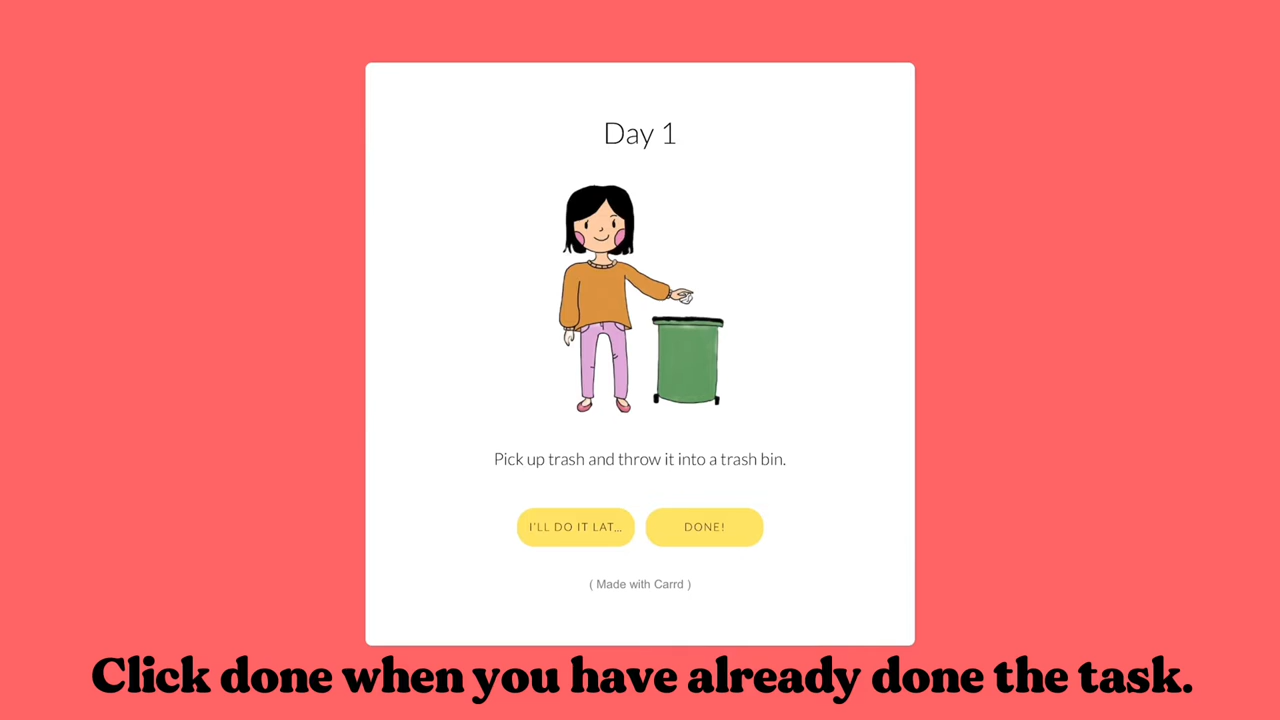 Day 1
Pick up trash and throw it into a trash bin.
I'LL DO IT LAT...
DONE!
( Made with Carrd )
Click done when you have already done the task.